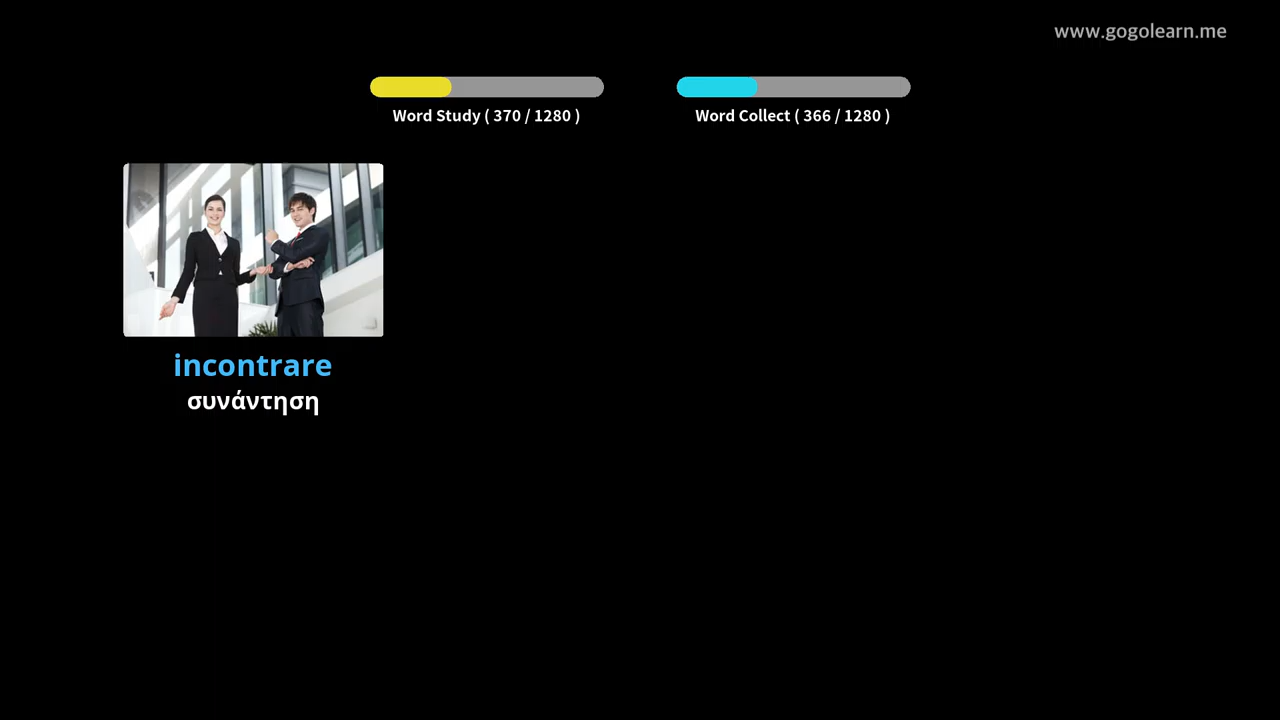 www.gogolearn.me
Word Study ( 370 / 1280 )
Word Collect ( 366 / 1280 )
incontrare
συνάντηση